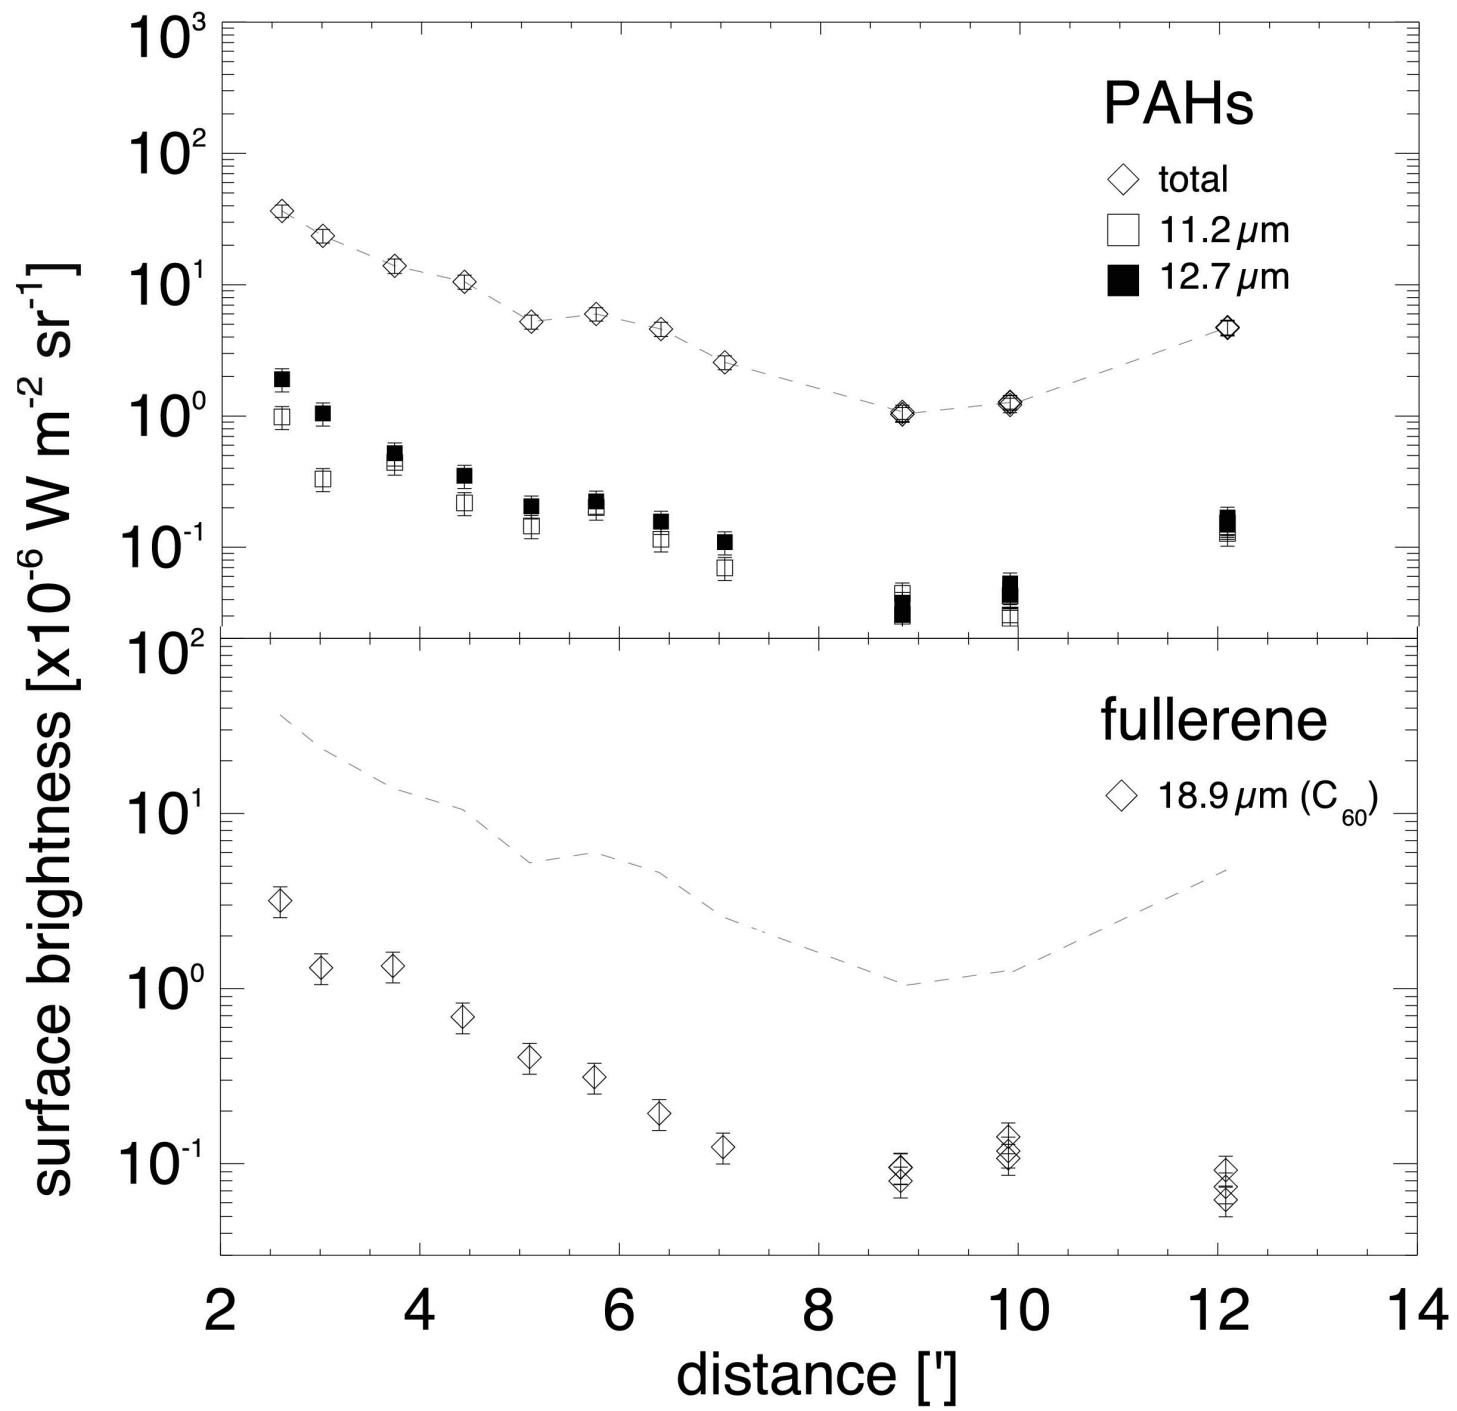 surface brightness [x10⁻⁶ W m⁻² sr⁻¹]
10³
10²
10¹
10⁰
10⁻¹
PAHs
total
11.2 µm
12.7 µm
10²
10¹
10⁰
10⁻¹
fullerene
18.9 µm (C₆₀)
2 4 6 8 10 12 14
distance [']